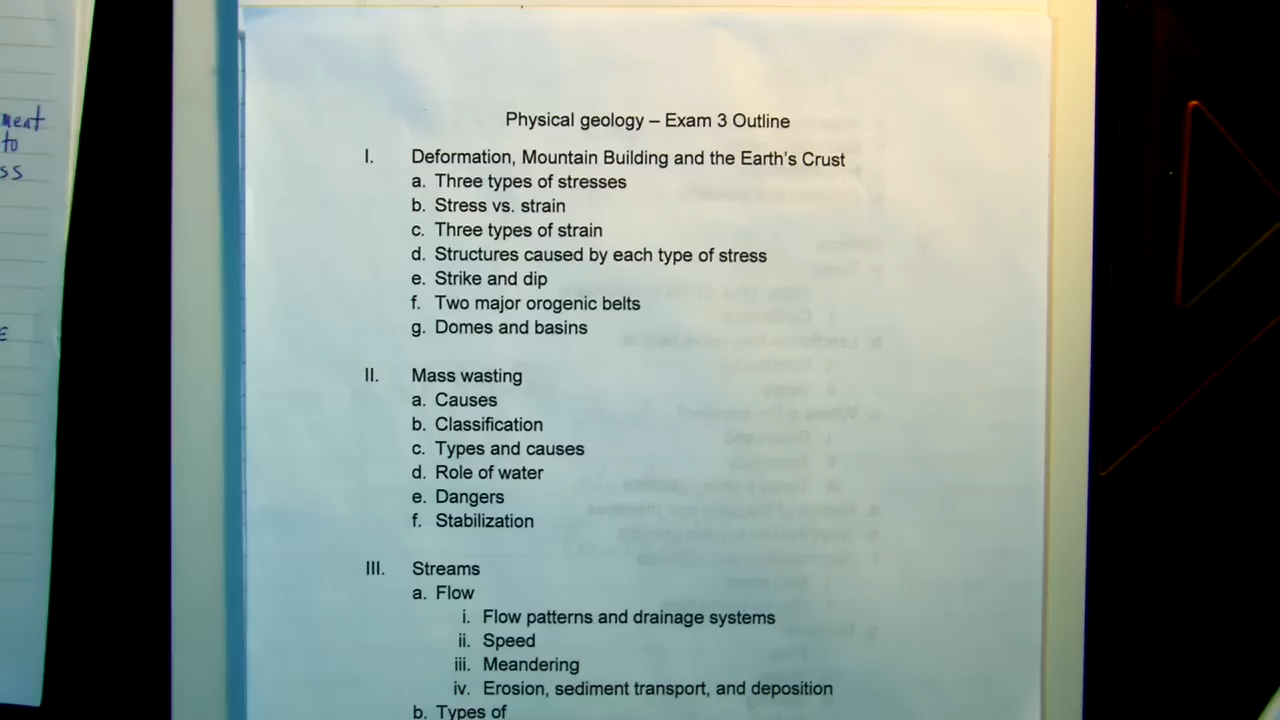 ment
to
ss
E
Physical geology – Exam 3 Outline
I. Deformation, Mountain Building and the Earth's Crust
a. Three types of stresses
b. Stress vs. strain
c. Three types of strain
d. Structures caused by each type of stress
e. Strike and dip
f. Two major orogenic belts
g. Domes and basins
II. Mass wasting
a. Causes
b. Classification
c. Types and causes
d. Role of water
e. Dangers
f. Stabilization
III. Streams
a. Flow
i. Flow patterns and drainage systems
ii. Speed
iii. Meandering
iv. Erosion, sediment transport, and deposition
b. Types of